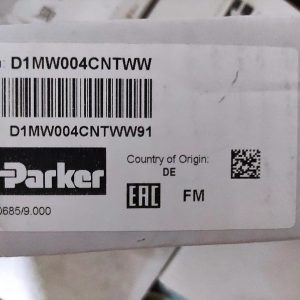 : D1MW004CNTWW
D1MW004CNTWW91
Parker
Country of Origin:
DE
EAC FM
0685/9.000